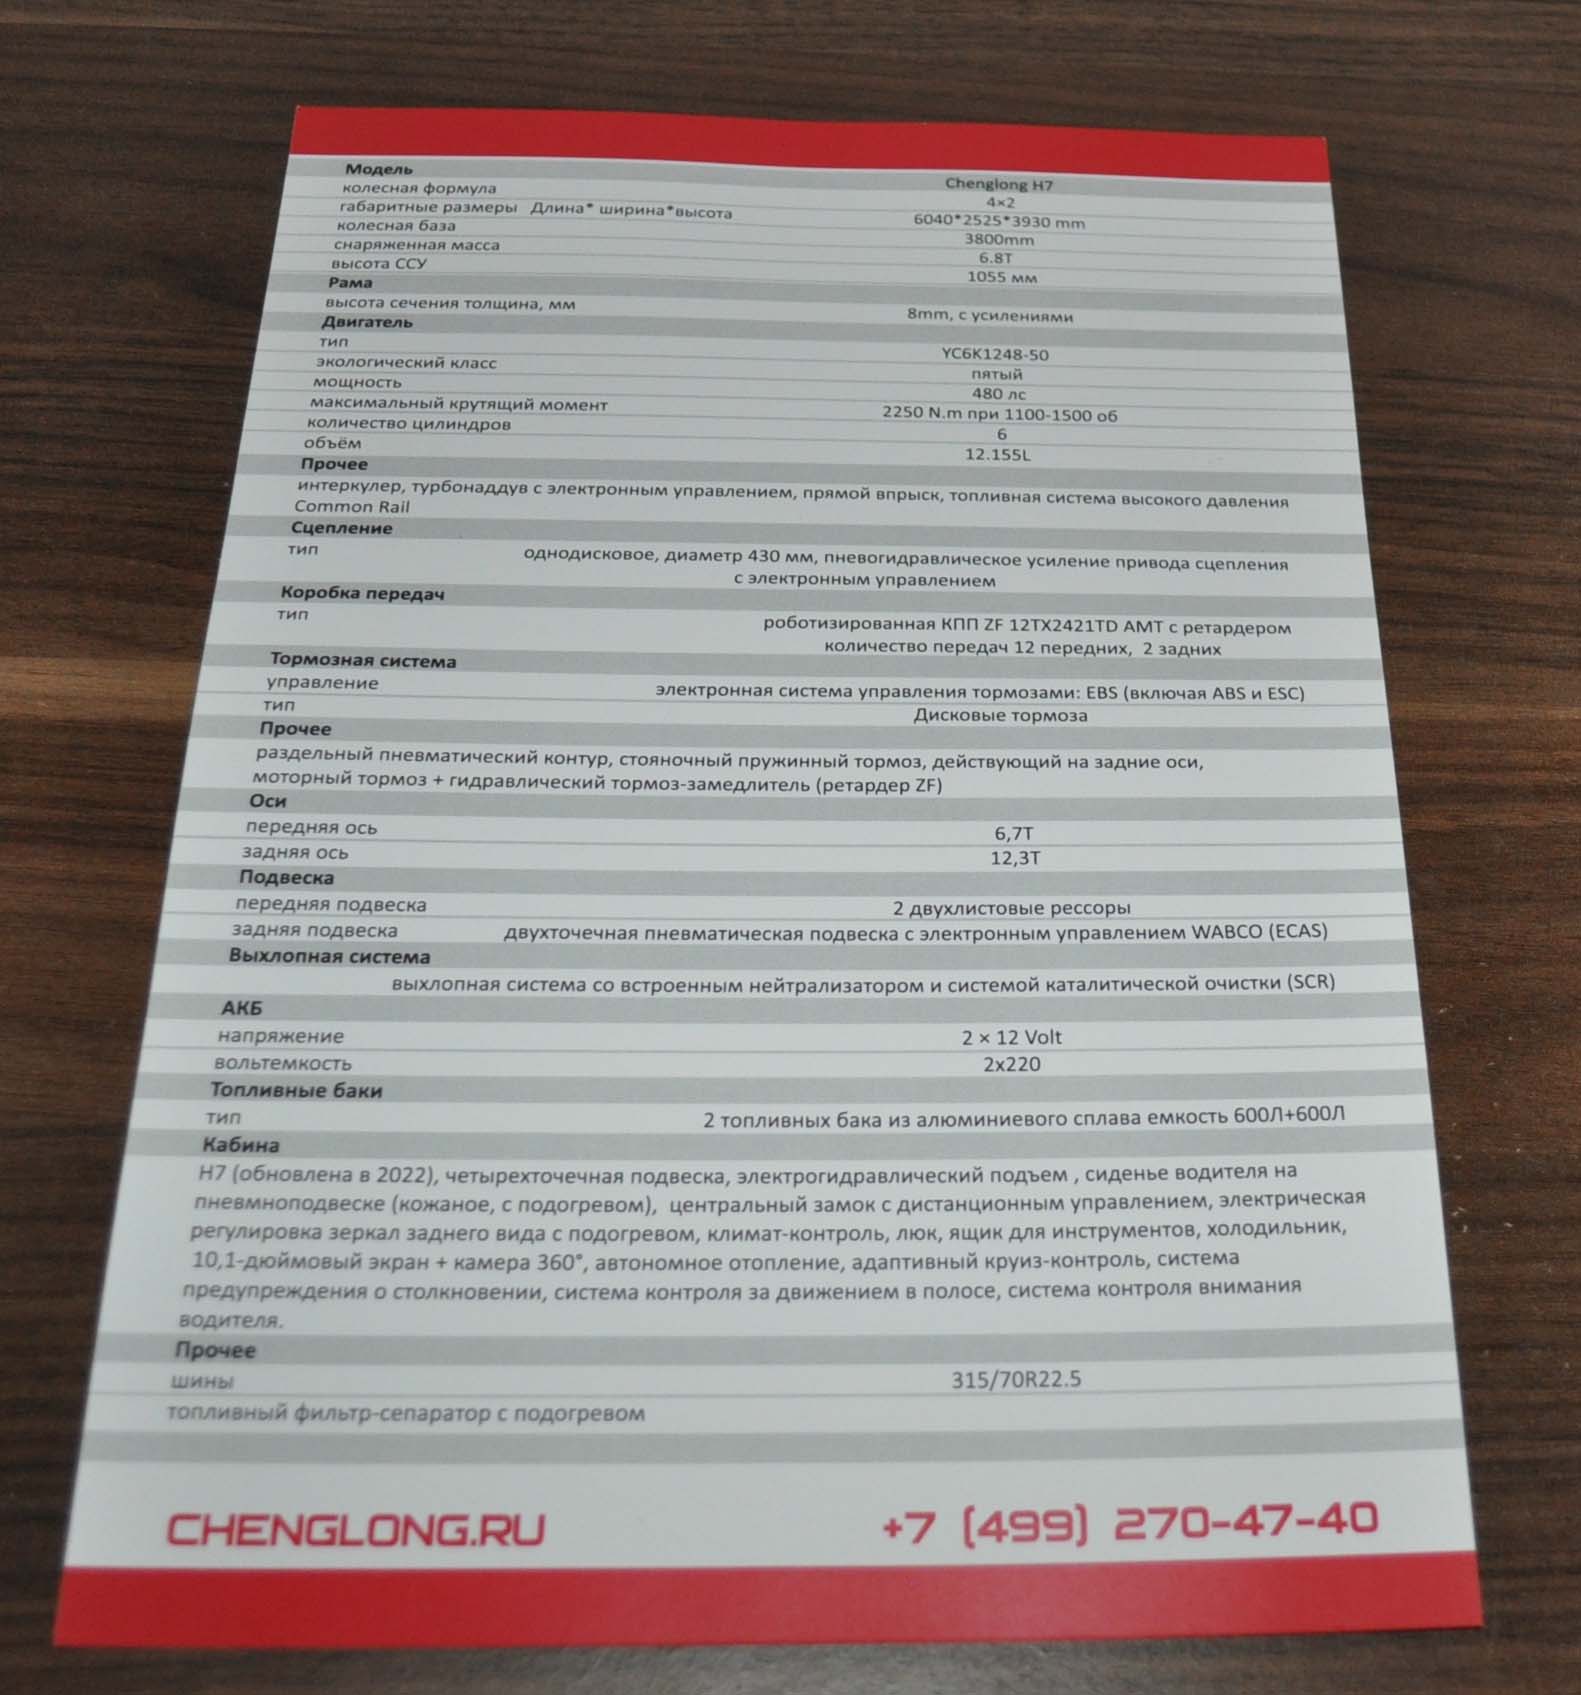 Модель Chenglong H7
колесная формула 4×2
габаритные размеры Длина* ширина*высота 6040*2525*3930 mm
колесная база 3800mm
снаряженная масса 6.8T
высота ССУ 1055 мм
Рама
высота сечения толщина, мм 8mm, с усилениями
Двигатель
тип YC6K1248-50
экологический класс пятый
мощность 480 лс
максимальный крутящий момент 2250 N.m при 1100-1500 об
количество цилиндров 6
объём 12.155L
Прочее
интеркулер, турбонаддув с электронным управлением, прямой впрыск, топливная система высокого давления
Common Rail
Сцепление
тип однодисковое, диаметр 430 мм, пневогидравлическое усиление привода сцепления
с электронным управлением
Коробка передач
тип роботизированная КПП ZF 12TX2421TD AMT с ретардером
количество передач 12 передних, 2 задних
Тормозная система
управление электронная система управления тормозами: EBS (включая ABS и ESC)
тип Дисковые тормоза
Прочее
раздельный пневматический контур, стояночный пружинный тормоз, действующий на задние оси,
моторный тормоз + гидравлический тормоз-замедлитель (ретардер ZF)
Оси
передняя ось 6,7T
задняя ось 12,3T
Подвеска
передняя подвеска 2 двухлистовые рессоры
задняя подвеска двухточечная пневматическая подвеска с электронным управлением WABCO (ECAS)
Выхлопная система
выхлопная система со встроенным нейтрализатором и системой каталитической очистки (SCR)
АКБ
напряжение 2 × 12 Volt
вольтемкость 2x220
Топливные баки
тип 2 топливных бака из алюминиевого сплава емкость 600Л+600Л
Кабина
H7 (обновлена в 2022), четырехточечная подвеска, электрогидравлический подъем , сиденье водителя на
пневмноподвеске (кожаное, с подогревом), центральный замок с дистанционным управлением, электрическая
регулировка зеркал заднего вида с подогревом, климат-контроль, люк, ящик для инструментов, холодильник,
10,1-дюймовый экран + камера 360°, автономное отопление, адаптивный круиз-контроль, система
предупреждения о столкновении, система контроля за движением в полосе, система контроля внимания
водителя.
Прочее
шины 315/70R22.5
топливный фильтр-сепаратор с подогревом
CHENGLONG.RU +7 (499) 270-47-40